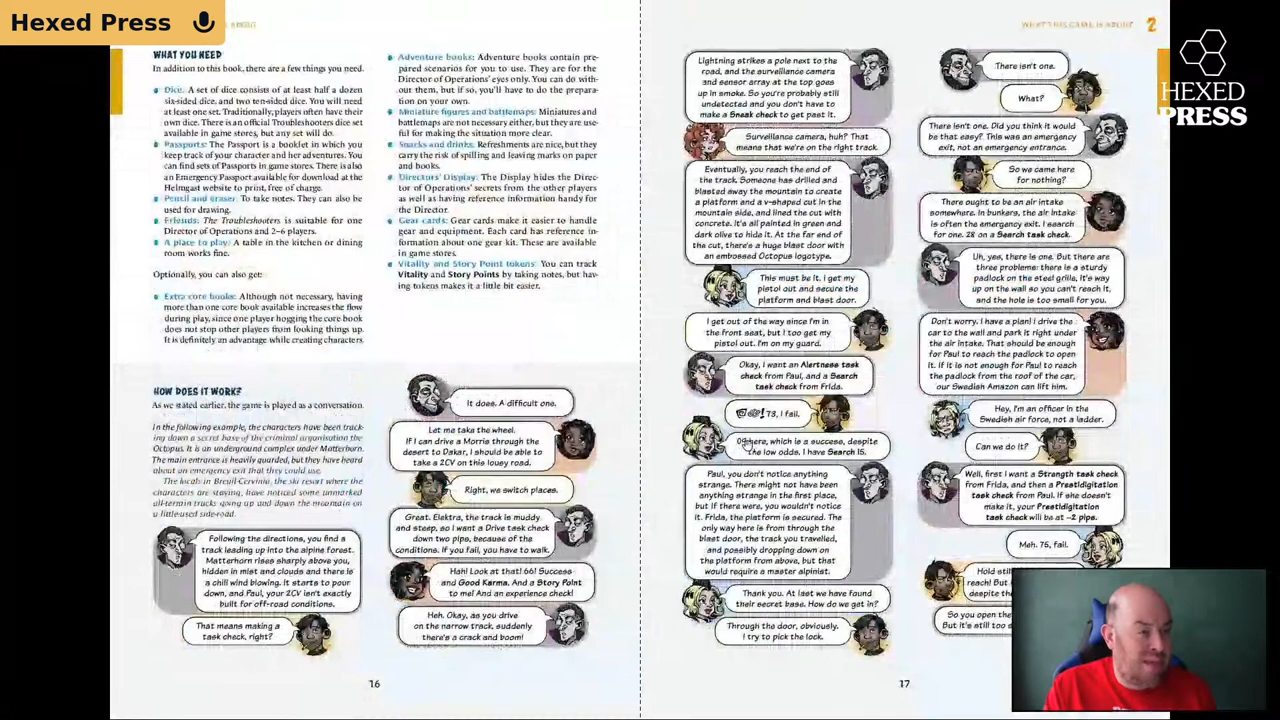 Hexed Press
WHAT THIS GAME IS ABOUT 2
HEXED
PRESS
WHAT YOU NEED
In addition to this book, there are a few things you need.
Dice. A set of dice consists of at least half a dozen
six-sided dice, and two ten-sided dice. You will need
at least one set. Traditionally, players often have their
own dice. There is an official Troubleshooters dice set
available in game stores, but any set will do.
Passports: The Passport is a booklet in which you
keep track of your character and her adventures. You
can find sets of Passports in game stores. There is also
an Emergency Passport available for download at the
Helmgast website to print, free of charge.
Pencil and eraser: To take notes. They can also be
used for drawing.
Friends: The Troubleshooters is suitable for one
Director of Operations and 2–6 players.
A place to play: A table in the kitchen or dining
room works fine.
Optionally, you can also get:
Extra core books: Although not necessary, having
more than one core book available increases the flow
during play, since one player hogging the core book
does not stop other players from looking things up.
It is definitely an advantage while creating characters
Adventure books: Adventure books contain pre-
pared scenarios for you to use. They are for the
Director of Operations' eyes only. You can do with-
out them, but if so, you'll have to do the prepara-
tion on your own.
Miniature figures and battlemaps: Miniatures and
battlemaps are not necessary either, but they are use-
ful for making the situation more clear.
Snacks and drinks: Refreshments are nice, but they
carry the risk of spilling and leaving marks on paper
and books.
Directors' Display: The Display hides the Direc-
tor of Operations' secrets from the other players
as well as having reference information handy for
the Director.
Gear cards: Gear cards make it easier to handle
gear and equipment. Each card has reference in-
formation about one gear kit. These are available
in game stores.
Vitality and Story Point tokens: You can track
Vitality and Story Points by taking notes, but hav-
ing tokens makes it a little bit easier.
HOW DOES IT WORK?
As we stated earlier, the game is played as a conversation.
In the following example, the characters have been track-
ing down a secret base of the criminal organisation the
Octopus. It is an underground complex under Matterhorn.
The main entrance is heavily guarded, but they have heard
about an emergency exit that they could use.
The locals in Breuil-Cervinia, the ski resort where the
characters are staying, have noticed some unmarked
all-terrain trucks going up and down the mountain on
a little-used side-road.
Following the directions, you find a
track leading up into the alpine forest.
Matterhorn rises sharply above you,
hidden in mist and clouds and there is
a chill wind blowing. It starts to pour
down, and Paul, your 2CV isn't exactly
built for off-road conditions.
That means making a
task check, right?
It does. A difficult one.
Let me take the wheel.
If I can drive a Morris through the
desert to Dakar, I should be able to
take a 2CV on this lousy road.
Right, we switch places.
Great. Elektra, the track is muddy
and steep, so I want a Drive task check
down two pips, because of the
conditions. If you fail, you have to walk.
Hah! Look at that! 66! Success
and Good Karma. And a Story Point
to me! And an experience check!
Heh. Okay, as you drive
on the narrow track, suddenly
there's a crack and boom!
16
Lightning strikes a pole next to the
road, and the surveillance camera
and sensor array at the top goes
up in smoke. So you're probably still
undetected and you don't have to
make a Sneak check to get past it.
Surveillance camera, huh? That
means that we're on the right track.
Eventually, you reach the end of
the track. Someone has drilled and
blasted away the mountain to create
a platform and a v-shaped cut in the
mountain side, and lined the cut with
concrete. It's all painted in green and
dark olive to hide it. At the far end of
the cut, there's a huge blast door with
an embossed Octopus logotype.
This must be it. I get my
pistol out and secure the
platform and blast door.
I get out of the way since I'm in
the front seat, but I too get my
pistol out. I'm on my guard.
Okay, I want an Alertness task
check from Paul, and a Search
task check from Frida.
73, I fail.
09 here, which is a success, despite
the low odds. I have Search 15.
Paul, you don't notice anything
strange. There might not have been
anything strange in the first place,
but if there were, you wouldn't notice
it. Frida, the platform is secured. The
only way here is from through the
blast door, the track you travelled,
and possibly dropping down on
the platform from above, but that
would require a master alpinist.
Thank you. At last we have found
their secret base. How do we get in?
Through the door, obviously.
I try to pick the lock.
There isn't one.
What?
There isn't one. Did you think it would
be that easy? This was an emergency
exit, not an emergency entrance.
So we came here
for nothing?
There ought to be an air intake
somewhere. In bunkers, the air intake
is often the emergency exit. I search
for one. 28 on a Search task check.
Uh, yes, there is one. But there are
three problems: there is a sturdy
padlock on the steel grille. It's way
up on the wall so you can't reach it,
and the hole is too small for you.
Don't worry. I have a plan! I drive the
car to the wall and park it right under
the air intake. That should be enough
for Paul to reach the padlock to open
it. If it is not enough for Paul to reach
the padlock from the roof of the car,
our Swedish Amazon can lift him.
Hey, I'm an officer in the
Swedish air force, not a ladder.
Can we do it?
Well, first I want a Strength task check
from Frida, and then a Prestidigitation
task check from Paul. If she doesn't
make it, your Prestidigitation
task check will be at –2 pips.
Meh. 75, fail.
Hold still
reach! But
despite the
So you open the
But it's still too s
17